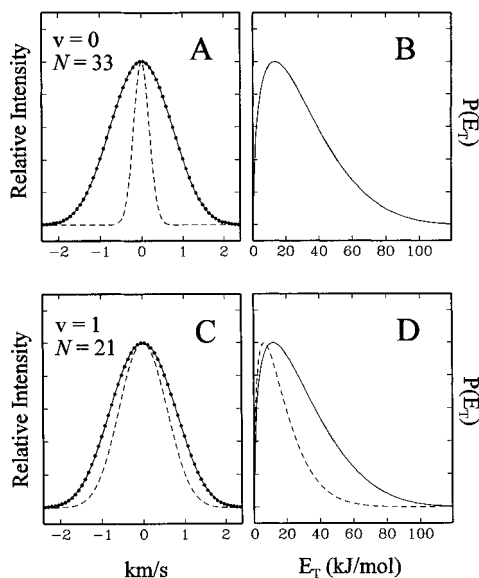 v = 0
N = 33
A
B
Relative Intensity
P(E_T)
-2 -1 0 1 2
0 20 40 60 80 100
v = 1
N = 21
C
D
Relative Intensity
P(E_T)
-2 -1 0 1 2
0 20 40 60 80 100
km/s
E_T (kJ/mol)